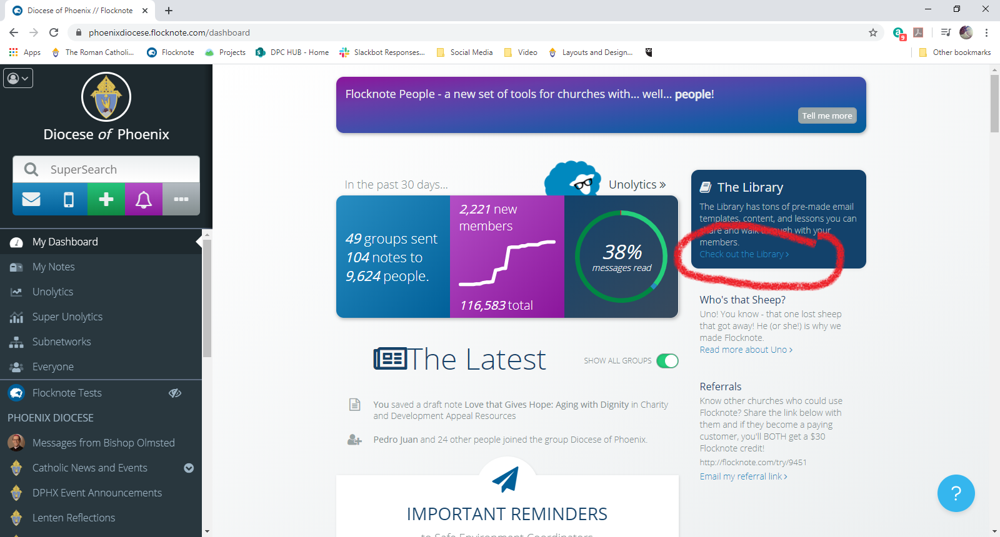 Diocese of Phoenix // Flocknote
phoenixdiocese.flocknote.com/dashboard
9
Apps
The Roman Catholi...
Flocknote
Projects
DPC HUB - Home
Slackbot Responses...
Social Media
Video
Layouts and Design...
Other bookmarks
Diocese of Phoenix
SuperSearch
My Dashboard
My Notes
Unolytics
Super Unolytics
Subnetworks
Everyone
Flocknote Tests
PHOENIX DIOCESE
Messages from Bishop Olmsted
Catholic News and Events
DPHX Event Announcements
Lenten Reflections
Flocknote People - a new set of tools for churches with... well... people!
Tell me more
In the past 30 days...
Unolytics »
49 groups sent
104 notes to
9,624 people.
2,221 new
members
116,583 total
38%
messages read
The Latest
SHOW ALL GROUPS
You saved a draft note Love that Gives Hope: Aging with Dignity in Charity
and Development Appeal Resources
Pedro Juan and 24 other people joined the group Diocese of Phoenix.
IMPORTANT REMINDERS
to Safe Environment Coordinators
The Library
The Library has tons of pre-made email
templates, content, and lessons you can
share and walk through with your
members.
Check out the Library >
Who's that Sheep?
Uno! You know - that one lost sheep
that got away! He (or she!) is why we
made Flocknote.
Read more about Uno >
Referrals
Know other churches who could use
Flocknote? Share the link below with
them and if they become a paying
customer, you'll BOTH get a $30
Flocknote credit!
http://flocknote.com/try/9451
Email my referral link >
?